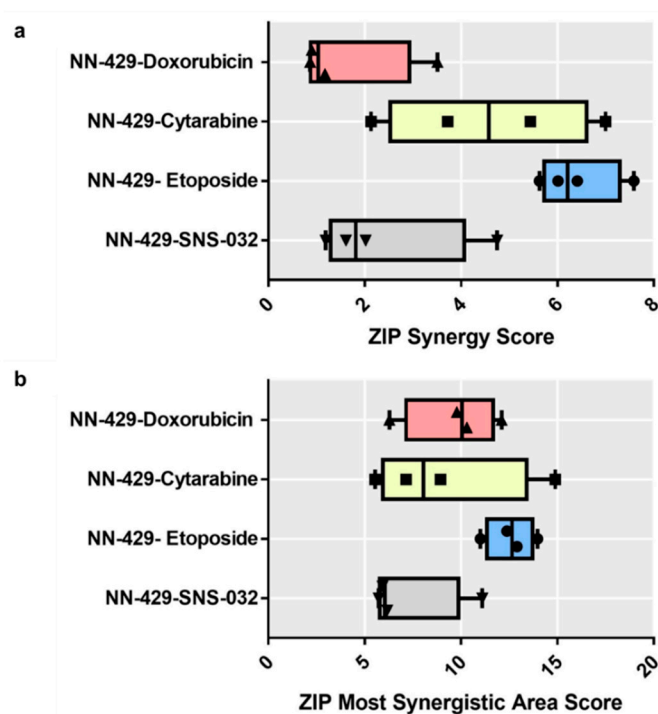 a
NN-429-Doxorubicin
NN-429-Cytarabine
NN-429- Etoposide
NN-429-SNS-032
0 2 4 6 8
ZIP Synergy Score
b
NN-429-Doxorubicin
NN-429-Cytarabine
NN-429- Etoposide
NN-429-SNS-032
0 5 10 15 20
ZIP Most Synergistic Area Score